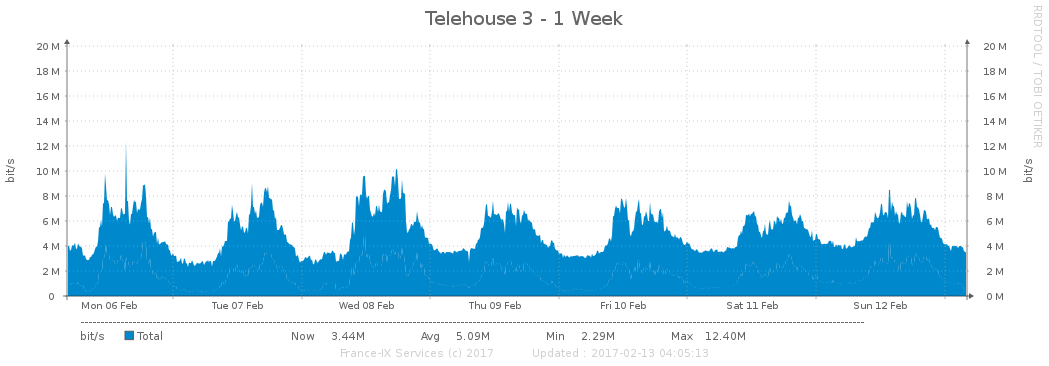 Telehouse 3 - 1 Week
RRDTOOL / TOBI OETIKER
bit/s
20 M 20 M
18 M 18 M
16 M 16 M
14 M 14 M
12 M 12 M
10 M 10 M
8 M 8 M
6 M 6 M
4 M 4 M
2 M 2 M
0 0 M
bit/s
Mon 06 Feb Tue 07 Feb Wed 08 Feb Thu 09 Feb Fri 10 Feb Sat 11 Feb Sun 12 Feb
bit/s Total Now 3.44M Avg 5.09M Min 2.29M Max 12.40M
France-IX Services (c) 2017 Updated : 2017-02-13 04:05:13